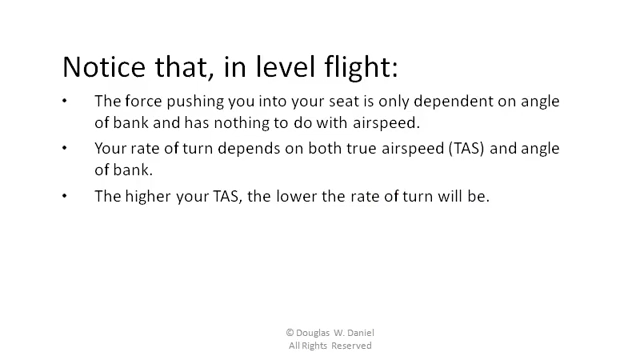 Notice that, in level flight:
• The force pushing you into your seat is only dependent on angle
of bank and has nothing to do with airspeed.
• Your rate of turn depends on both true airspeed (TAS) and angle
of bank.
• The higher your TAS, the lower the rate of turn will be.
© Douglas W. Daniel
All Rights Reserved